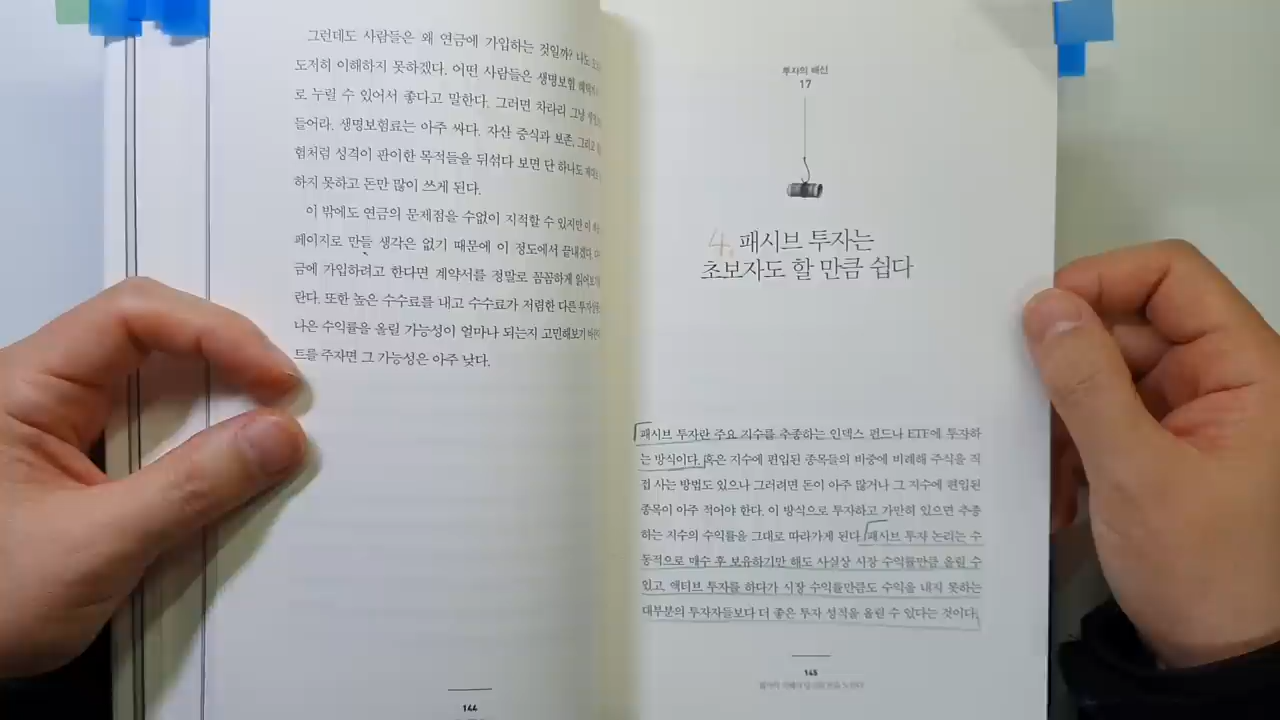 그런데도 사람들은 왜 연금에 가입하는 것일까? 나도
도저히 이해하지 못하겠다. 어떤 사람들은 생명보험 혜택까
로 누릴 수 있어서 좋다고 말한다. 그러면 차라리 그냥
들어라. 생명보험료는 아주 싸다. 자산 증식과 보존, 그리고
험처럼 성격이 판이한 목적들을 뒤섞다 보면 단 하나도
하지 못하고 돈만 많이 쓰게 된다.
이 밖에도 연금의 문제점을 수없이 지적할 수 있지만 이
페이지로 만들 생각은 없기 때문에 이 정도에서 끝내겠다.
금에 가입하려고 한다면 계약서를 정말로 꼼꼼하게 읽어보기
란다. 또한 높은 수수료를 내고 수수료가 저렴한 다른
나은 수익률을 올릴 가능성이 얼마나 되는지 고민해보기
트를 주자면 그 가능성은 아주 낮다.
144
투자의 배신
17
4. 패시브 투자는
초보자도 할 만큼 쉽다
패시브 투자란 주요 지수를 추종하는 인덱스 펀드나 ETF에 투자하
는 방식이다. 혹은 지수에 편입된 종목들의 비중에 비례해 주식을 직
접 사는 방법도 있으나 그러려면 돈이 아주 많거나 그 지수에 편입된
종목이 아주 적어야 한다. 이 방식으로 투자하고 가만히 있으면 추종
하는 지수의 수익률을 그대로 따라가게 된다. 패시브 투자 논리는 수
동적으로 매수 후 보유하기만 해도 사실상 시장 수익률만큼 올릴 수
있고, 액티브 투자를 하다가 시장 수익률만큼도 수익을 내지 못하는
대부분의 투자자들보다 더 좋은 투자 성적을 올릴 수 있다는 것이다.
145